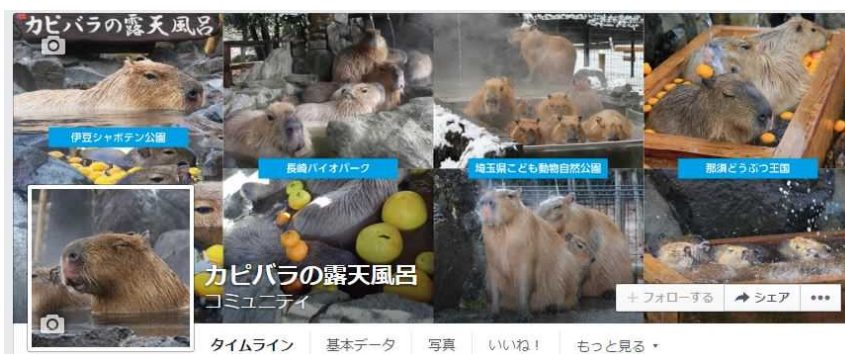 カピバラの露天風呂
伊豆シャボテン公園
長崎バイオパーク
埼玉県こども動物自然公園
那須どうぶつ王国
カピバラの露天風呂
コミュニティ
+ フォローする
シェア
•••
タイムライン
基本データ
写真
いいね！
もっと見る